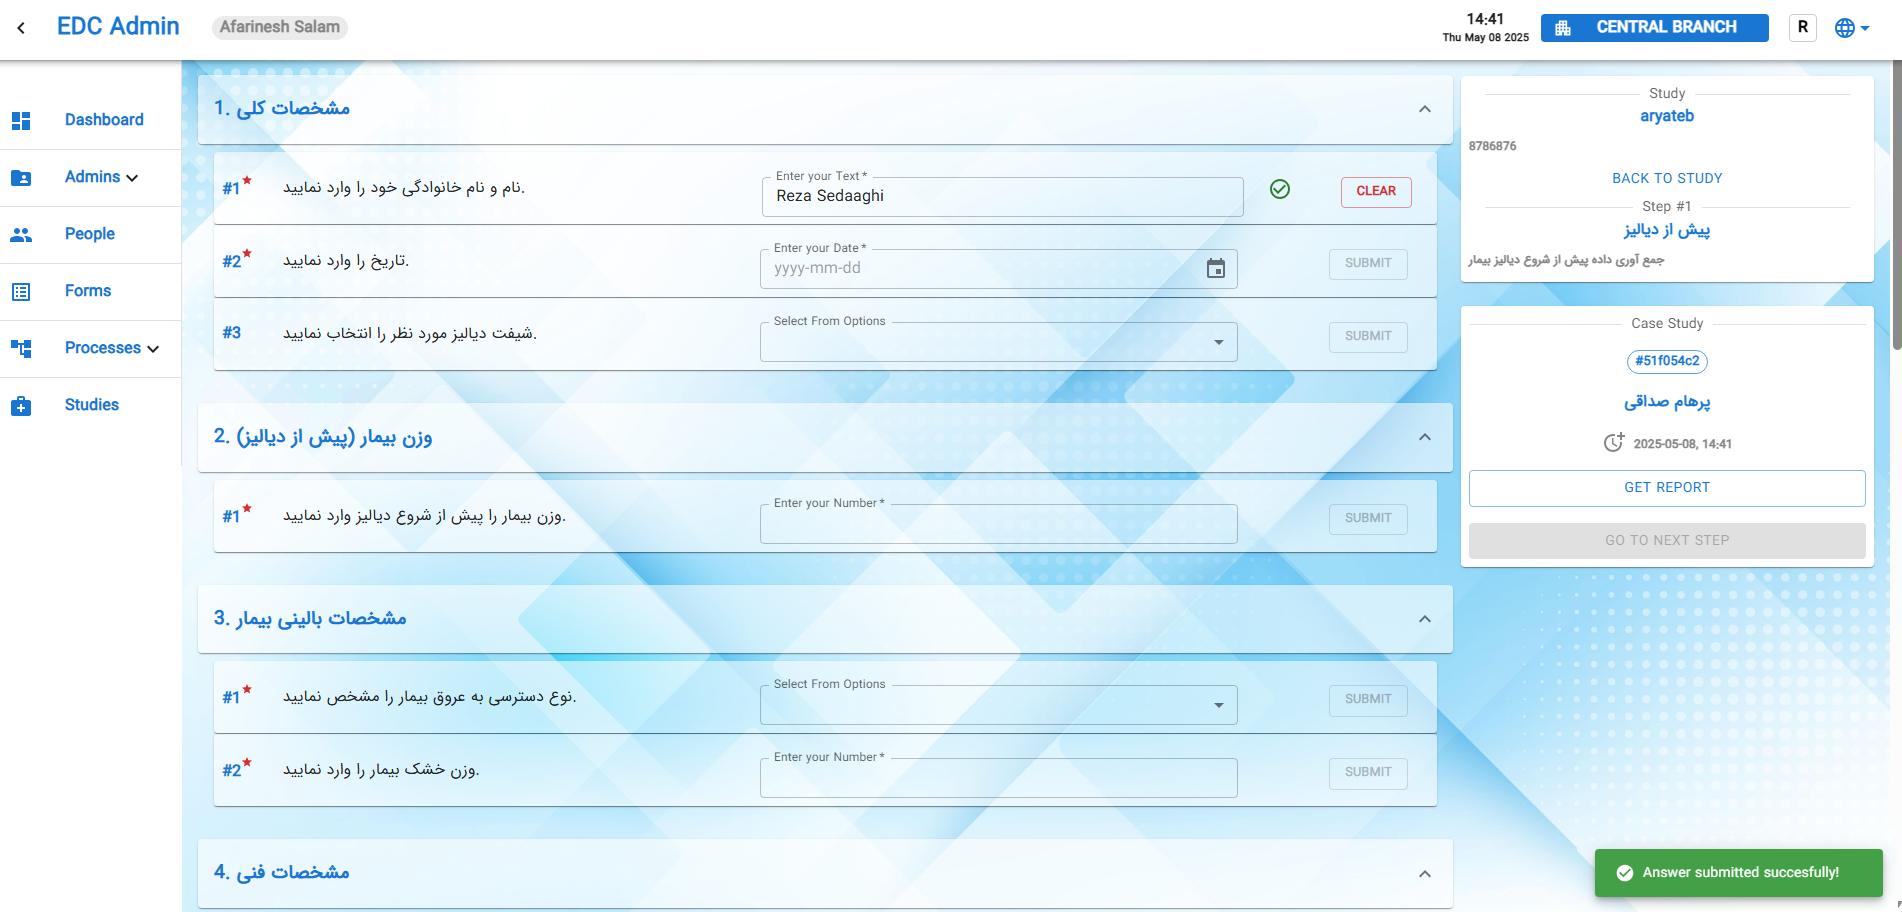 EDC Admin
Afarinesh Salam
14:41
Thu May 08 2025
CENTRAL BRANCH
R
Dashboard
Admins
People
Forms
Processes
Studies
1. مشخصات کلی
#1*
نام و نام خانوادگی خود را وارد نمایید.
Enter your Text *
Reza Sedaaghi
CLEAR
#2*
تاریخ را وارد نمایید.
Enter your Date *
yyyy-mm-dd
SUBMIT
#3
شیفت دیالیز مورد نظر را انتخاب نمایید.
Select From Options
SUBMIT
2. وزن بیمار (پیش از دیالیز)
#1*
وزن بیمار را پیش از شروع دیالیز وارد نمایید.
Enter your Number *
SUBMIT
3. مشخصات بالینی بیمار
#1*
نوع دسترسی به عروق بیمار را مشخص نمایید.
Select From Options
SUBMIT
#2*
وزن خشک بیمار را وارد نمایید.
Enter your Number *
SUBMIT
4. مشخصات فنی
Study
aryateb
8786876
BACK TO STUDY
Step #1
پیش از دیالیز
جمع آوری داده پیش از شروع دیالیز بیمار
Case Study
#51f054c2
پرهام صداقی
2025-05-08, 14:41
GET REPORT
GO TO NEXT STEP
Answer submitted succesfully!